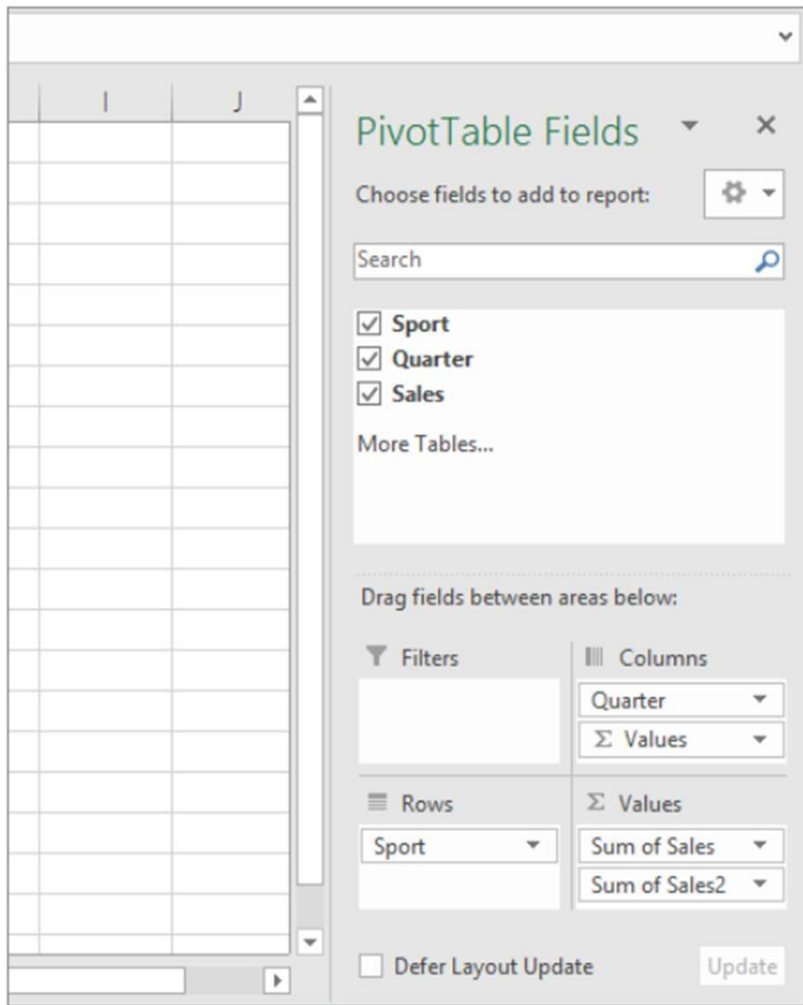 I J
PivotTable Fields
Choose fields to add to report:
Search
Sport
Quarter
Sales
More Tables...
Drag fields between areas below:
Filters
Columns
Quarter
Σ Values
Rows
Σ Values
Sport
Sum of Sales
Sum of Sales2
Defer Layout Update
Update